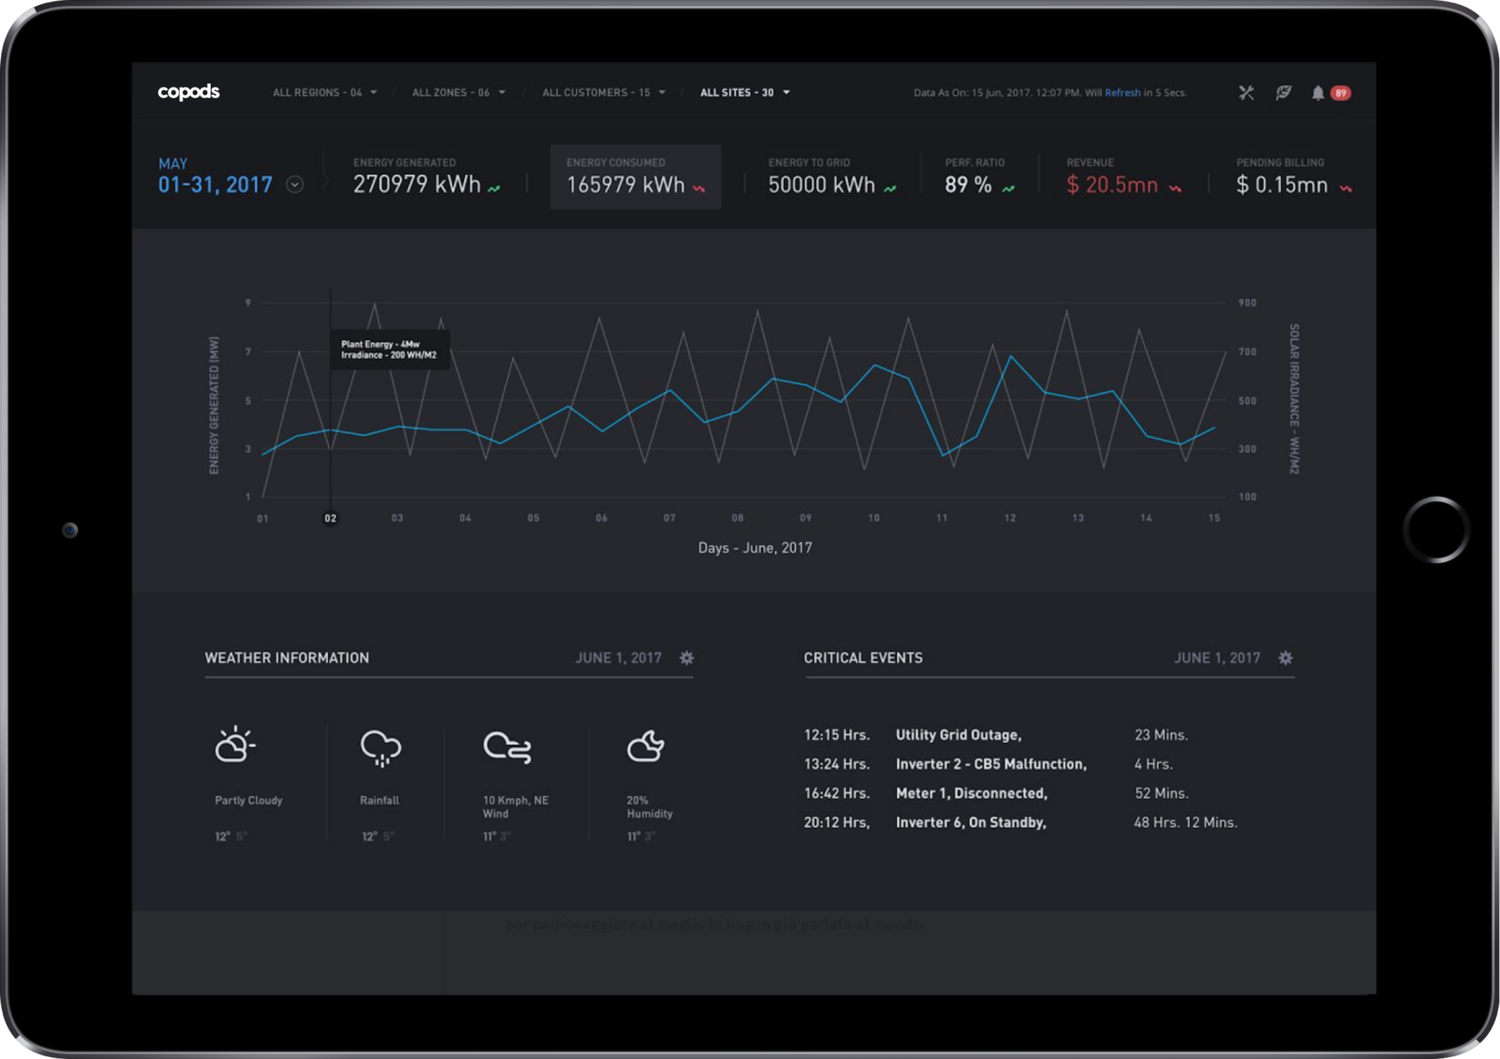 copods
ALL REGIONS - 04
ALL ZONES - 06
ALL CUSTOMERS - 15
ALL SITES - 30
Data As On: 15 Jun, 2017. 12:07 PM. Will Refresh in 5 Secs.
89
MAY
01-31, 2017
ENERGY GENERATED
270979 kWh
ENERGY CONSUMED
165979 kWh
ENERGY TO GRID
50000 kWh
PERF. RATIO
89 %
REVENUE
$ 20.5mn
PENDING BILLING
$ 0.15mn
ENERGY GENERATED (MW)
9
7
5
3
1
Plant Energy - 4Mw
Irradiance - 200 WH/M2
900
700
500
300
100
SOLAR IRRADIANCE - WH/M2
01 02 03 04 05 06 07 08 09 10 11 12 13 14 15
Days - June, 2017
WEATHER INFORMATION
JUNE 1, 2017
Partly Cloudy
12° 5°
Rainfall
12° 5°
10 Kmph, NE
Wind
11° 3°
20%
Humidity
11° 3°
CRITICAL EVENTS
JUNE 1, 2017
12:15 Hrs. Utility Grid Outage, 23 Mins.
13:24 Hrs. Inverter 2 - CB5 Malfunction, 4 Hrs.
16:42 Hrs. Meter 1, Disconnected, 52 Mins.
20:12 Hrs, Inverter 6, On Standby, 48 Hrs. 12 Mins.
per padroneggiare al meglio le lingue più parlate al mondo.